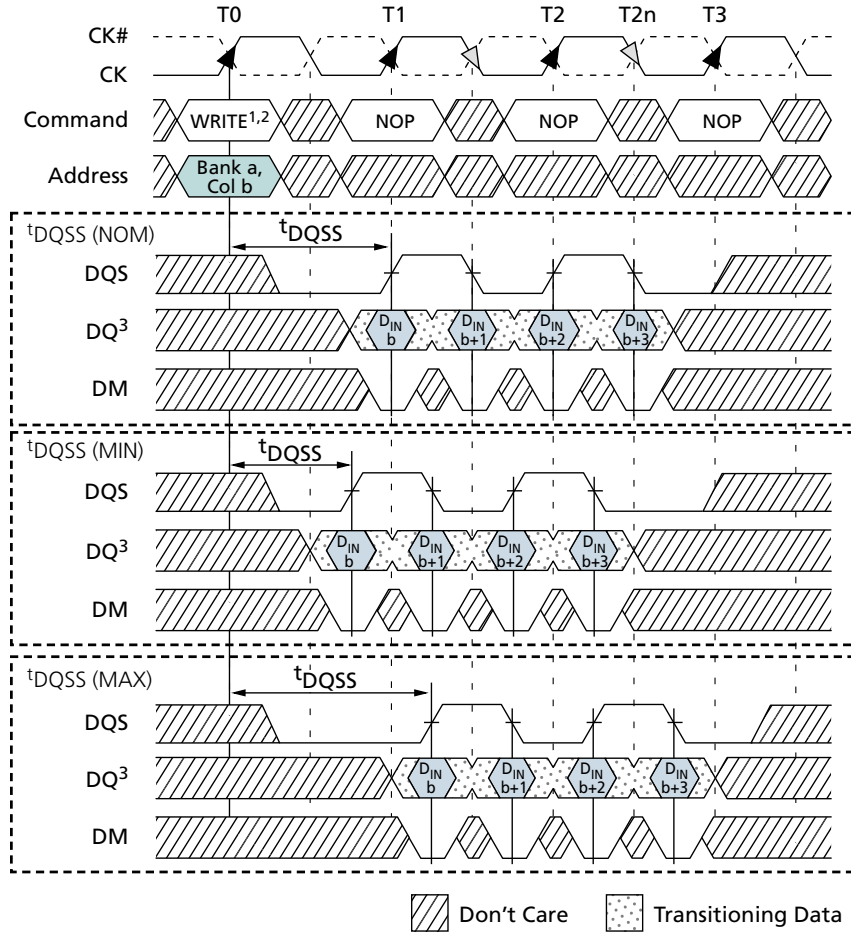 T0 T1 T2 T2n T3
CK#
CK
Command WRITE1,2 NOP NOP NOP
Address Bank a, Col b
tDQSS (NOM) tDQSS
DQS
DQ3 DIN b DIN b+1 DIN b+2 DIN b+3
DM
tDQSS (MIN) tDQSS
DQS
DQ3 DIN b DIN b+1 DIN b+2 DIN b+3
DM
tDQSS (MAX) tDQSS
DQS
DQ3 DIN b DIN b+1 DIN b+2 DIN b+3
DM
Don't Care Transitioning Data